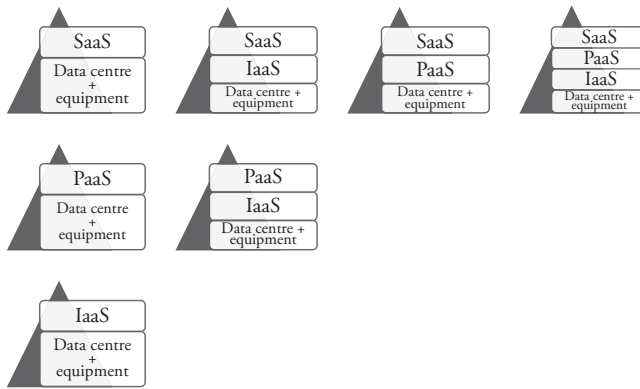 SaaS
Data centre
+
equipment
SaaS
IaaS
Data centre +
equipment
SaaS
PaaS
Data centre +
equipment
SaaS
PaaS
IaaS
Data centre +
equipment
PaaS
Data centre
+
equipment
PaaS
IaaS
Data centre +
equipment
IaaS
Data centre
+
equipment